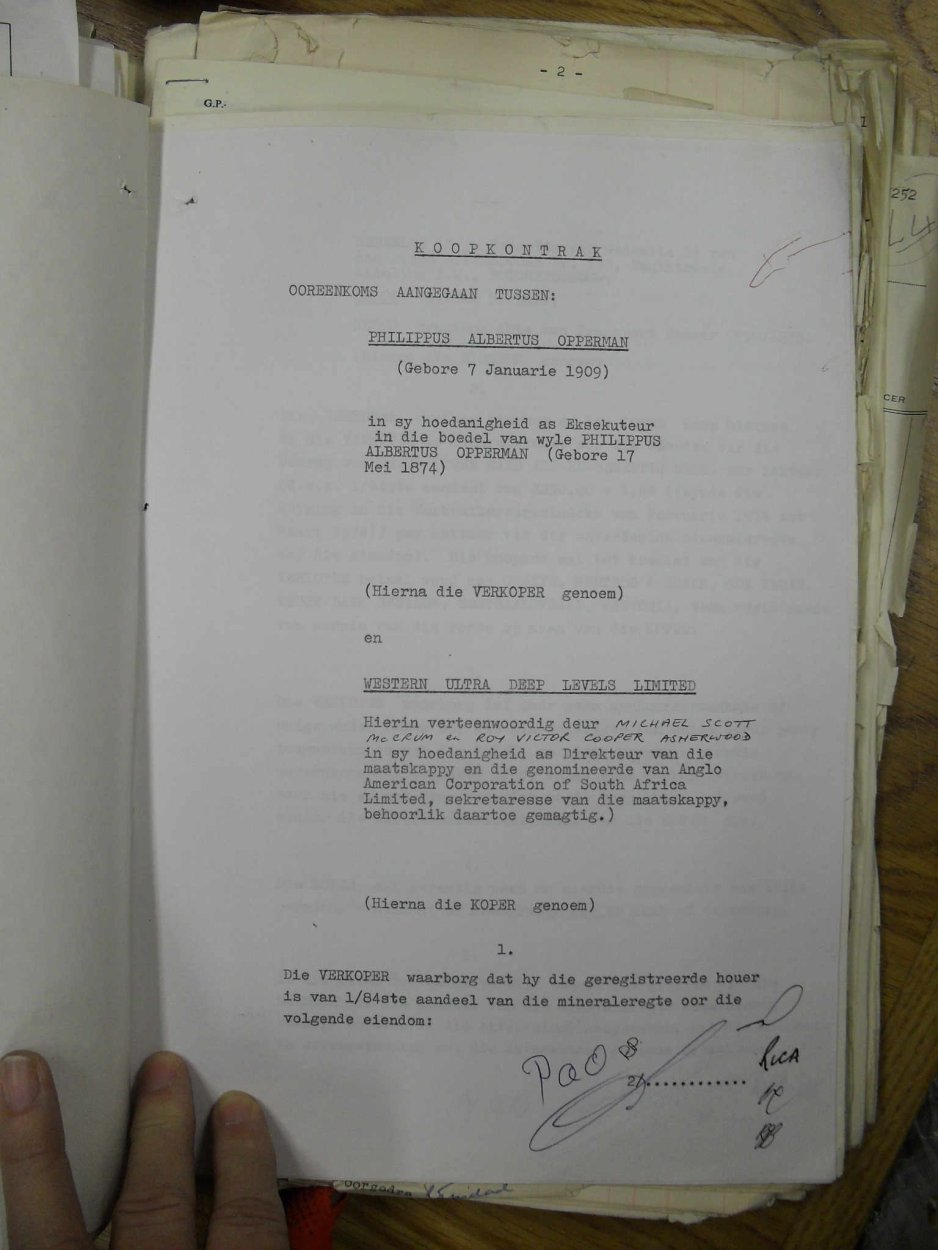 - 2 -
G.P.-
252
CER
K O O P K O N T R A K
OOREENKOMS AANGEGAAN TUSSEN:
PHILIPPUS ALBERTUS OPPERMAN
(Gebore 7 Januarie 1909)
in sy hoedanigheid as Eksekuteur
in die boedel van wyle PHILIPPUS
ALBERTUS OPPERMAN (Gebore 17
Mei 1874)
(Hierna die VERKOPER genoem)
en
WESTERN ULTRA DEEP LEVELS LIMITED
Hierin verteenwoordig deur MICHAEL SCOTT
McCRUM en ROY VICTOR COOPER ASHERWOOD
in sy hoedanigheid as Direkteur van die
maatskappy en die genomineerde van Anglo
American Corporation of South Africa
Limited, sekretaresse van die maatskappy,
behoorlik daartoe gemagtig.)
(Hierna die KOPER genoem)
1.
Die VERKOPER waarborg dat hy die geregistreerde houer
is van 1/84ste aandeel van die mineraleregte oor die
volgende eiendom:
PaO
RVCA
2/............